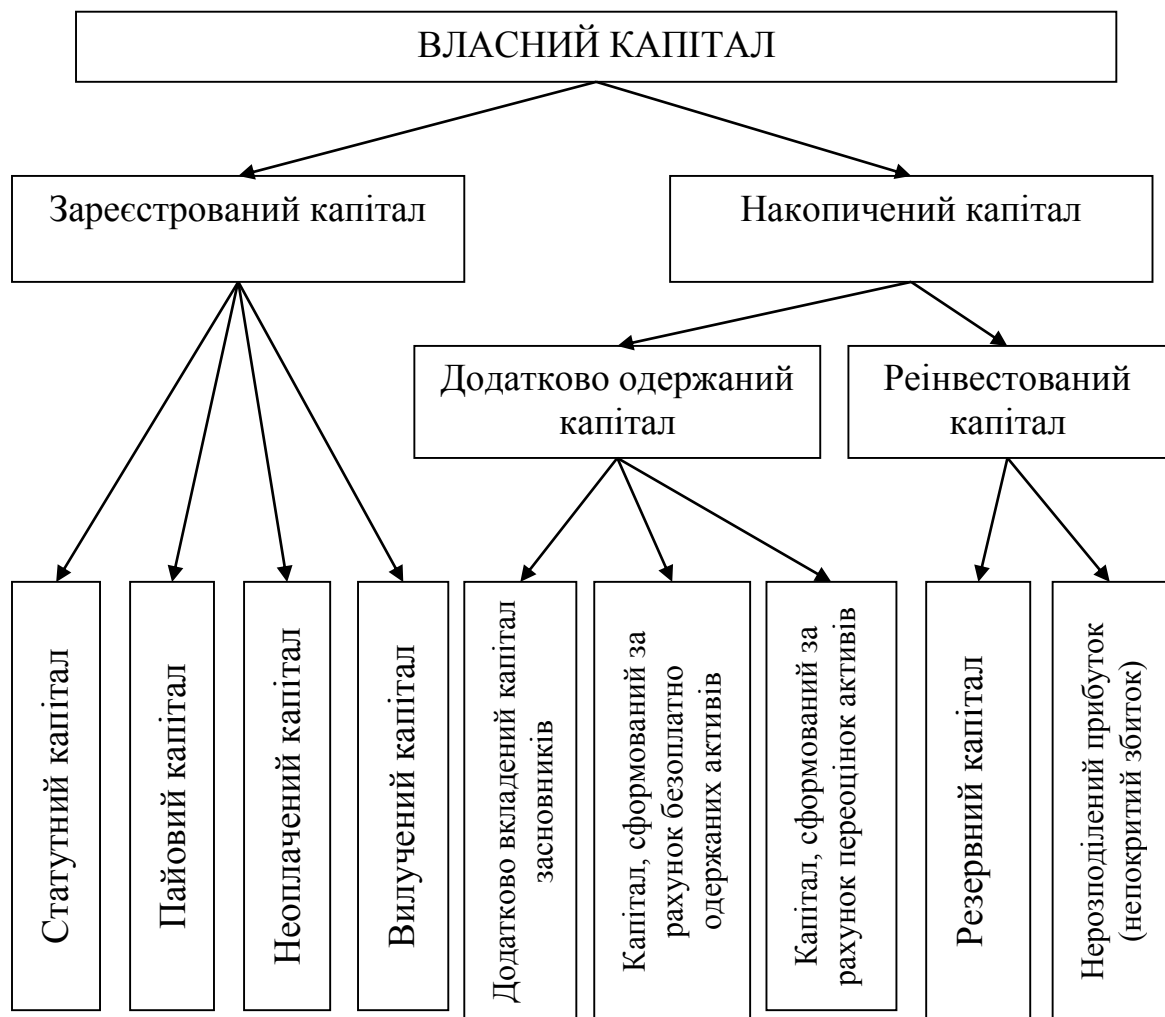 ВЛАСНИЙ КАПІТАЛ
Зареєстрований капітал
Накопичений капітал
Додатково одержаний
капітал
Реінвестований
капітал
Статутний капітал
Пайовий капітал
Неоплачений капітал
Вилучений капітал
Додатково вкладений капітал
засновників
Капітал, сформований за
рахунок безоплатно
одержаних активів
Капітал, сформований за
рахунок переоцінок активів
Резервний капітал
Нерозподілений прибуток
(непокритий збиток)